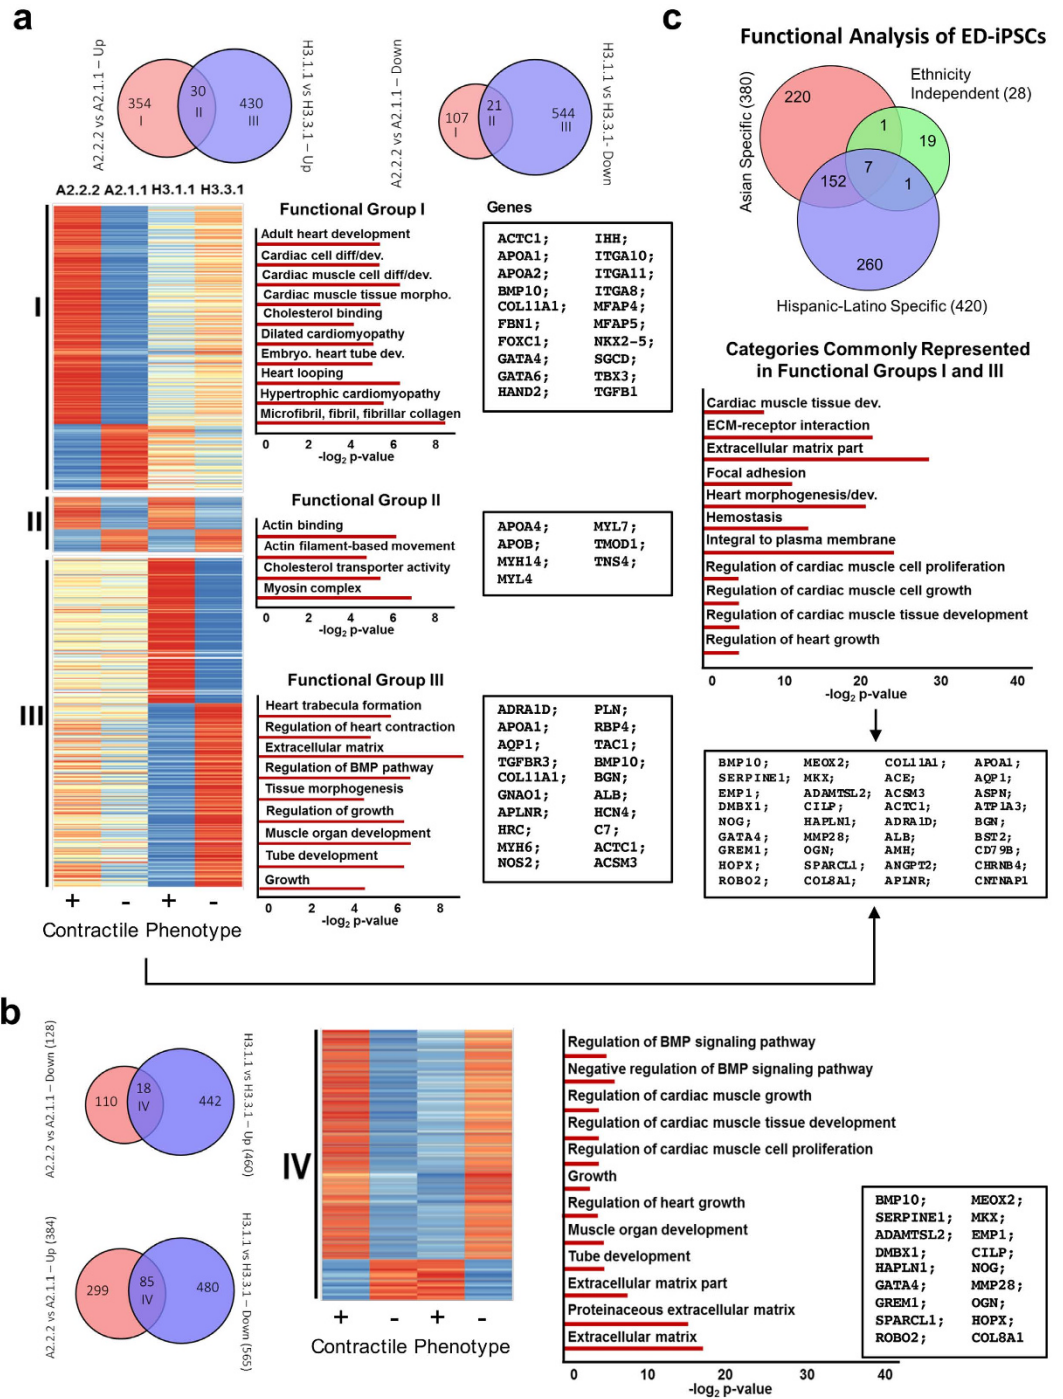 a
A2.2.2 vs A2.1.1 – Up
354
I
30
II
430
III
H3.1.1 vs H3.3.1 – Up
A2.2.2 vs A2.1.1 – Down
107
I
21
II
544
III
H3.1.1 vs H3.3.1- Down
A2.2.2 A2.1.1 H3.1.1 H3.3.1
I
II
III
+ - + -
Contractile Phenotype
Functional Group I
Adult heart development
Cardiac cell diff/dev.
Cardiac muscle cell diff/dev.
Cardiac muscle tissue morpho.
Cholesterol binding
Dilated cardiomyopathy
Embryo. heart tube dev.
Heart looping
Hypertrophic cardiomyopathy
Microfibril, fibril, fibrillar collagen
0 2 4 6 8
-log2 p-value
Genes
ACTC1; IHH;
APOA1; ITGA10;
APOA2; ITGA11;
BMP10; ITGA8;
COL11A1; MFAP4;
FBN1; MFAP5;
FOXC1; NKX2-5;
GATA4; SGCD;
GATA6; TBX3;
HAND2; TGFB1
Functional Group II
Actin binding
Actin filament-based movement
Cholesterol transporter activity
Myosin complex
0 2 4 6 8
-log2 p-value
APOA4; MYL7;
APOB; TMOD1;
MYH14; TNS4;
MYL4
Functional Group III
Heart trabecula formation
Regulation of heart contraction
Extracellular matrix
Regulation of BMP pathway
Tissue morphogenesis
Regulation of growth
Muscle organ development
Tube development
Growth
0 2 4 6 8
-log2 p-value
ADRA1D; PLN;
APOA1; RBP4;
AQP1; TAC1;
TGFBR3; BMP10;
COL11A1; BGN;
GNAO1; ALB;
APLNR; HCN4;
HRC; C7;
MYH6; ACTC1;
NOS2; ACSM3
c
Functional Analysis of ED-iPSCs
Asian Specific (380)
Ethnicity
Independent (28)
220
1
19
7
152
1
260
Hispanic-Latino Specific (420)
Categories Commonly Represented
in Functional Groups I and III
Cardiac muscle tissue dev.
ECM-receptor interaction
Extracellular matrix part
Focal adhesion
Heart morphogenesis/dev.
Hemostasis
Integral to plasma membrane
Regulation of cardiac muscle cell proliferation
Regulation of cardiac muscle cell growth
Regulation of cardiac muscle tissue development
Regulation of heart growth
0 10 20 30 40
-log2 p-value
BMP10; MEOX2; COL11A1; APOA1;
SERPINE1; MKX; ACE; AQP1;
EMP1; ADAMTSL2; ACSM3 ASPN;
DMBX1; CILP; ACTC1; ATP1A3;
NOG; HAPLN1; ADRA1D; BGN;
GATA4; MMP28; ALB; BST2;
GREM1; OGN; AMH; CD79B;
HOPX; SPARCL1; ANGPT2; CHRNB4;
ROBO2; COL8A1; APLNR; CNTNAP1
b
A2.2.2 vs A2.1.1 – Down (128)
110
18
IV
442
H3.1.1 vs H3.3.1 – Up (460)
A2.2.2 vs A2.1.1 – Up (384)
299
85
IV
480
H3.1.1 vs H3.3.1 – Down (565)
IV
+ - + -
Contractile Phenotype
Regulation of BMP signaling pathway
Negative regulation of BMP signaling pathway
Regulation of cardiac muscle growth
Regulation of cardiac muscle tissue development
Regulation of cardiac muscle cell proliferation
Growth
Regulation of heart growth
Muscle organ development
Tube development
Extracellular matrix part
Proteinaceous extracellular matrix
Extracellular matrix
0 10 20 30 40
-log2 p-value
BMP10; MEOX2;
SERPINE1; MKX;
ADAMTSL2; EMP1;
DMBX1; CILP;
HAPLN1; NOG;
GATA4; MMP28;
GREM1; OGN;
SPARCL1; HOPX;
ROBO2; COL8A1